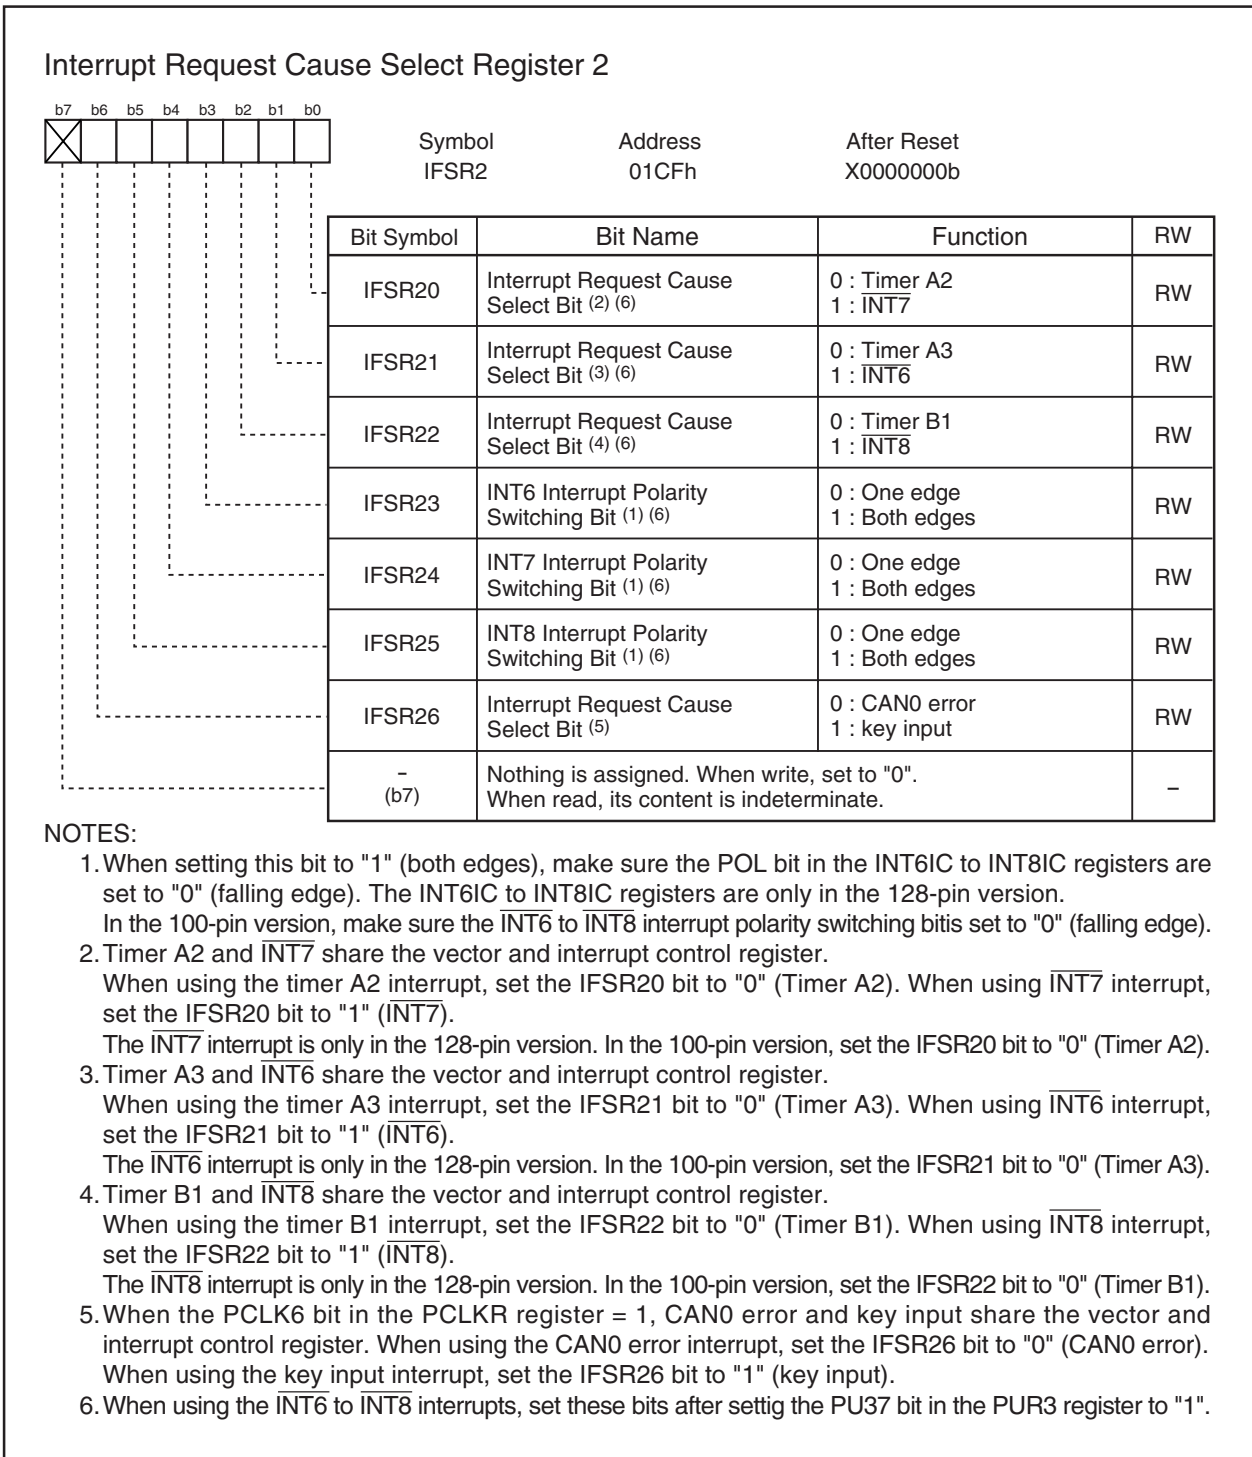 Interrupt Request Cause Select Register 2
b7 b6 b5 b4 b3 b2 b1 b0
Symbol Address After Reset
IFSR2 01CFh X0000000b
Bit Symbol Bit Name Function RW
IFSR20 Interrupt Request Cause Select Bit (2) (6) 0 : Timer A2 1 : INT7 RW
IFSR21 Interrupt Request Cause Select Bit (3) (6) 0 : Timer A3 1 : INT6 RW
IFSR22 Interrupt Request Cause Select Bit (4) (6) 0 : Timer B1 1 : INT8 RW
IFSR23 INT6 Interrupt Polarity Switching Bit (1) (6) 0 : One edge 1 : Both edges RW
IFSR24 INT7 Interrupt Polarity Switching Bit (1) (6) 0 : One edge 1 : Both edges RW
IFSR25 INT8 Interrupt Polarity Switching Bit (1) (6) 0 : One edge 1 : Both edges RW
IFSR26 Interrupt Request Cause Select Bit (5) 0 : CAN0 error 1 : key input RW
– (b7) Nothing is assigned. When write, set to "0". When read, its content is indeterminate. –
NOTES:
1. When setting this bit to "1" (both edges), make sure the POL bit in the INT6IC to INT8IC registers are
set to "0" (falling edge). The INT6IC to INT8IC registers are only in the 128-pin version.
In the 100-pin version, make sure the INT6 to INT8 interrupt polarity switching bitis set to "0" (falling edge).
2. Timer A2 and INT7 share the vector and interrupt control register.
When using the timer A2 interrupt, set the IFSR20 bit to "0" (Timer A2). When using INT7 interrupt,
set the IFSR20 bit to "1" (INT7).
The INT7 interrupt is only in the 128-pin version. In the 100-pin version, set the IFSR20 bit to "0" (Timer A2).
3. Timer A3 and INT6 share the vector and interrupt control register.
When using the timer A3 interrupt, set the IFSR21 bit to "0" (Timer A3). When using INT6 interrupt,
set the IFSR21 bit to "1" (INT6).
The INT6 interrupt is only in the 128-pin version. In the 100-pin version, set the IFSR21 bit to "0" (Timer A3).
4. Timer B1 and INT8 share the vector and interrupt control register.
When using the timer B1 interrupt, set the IFSR22 bit to "0" (Timer B1). When using INT8 interrupt,
set the IFSR22 bit to "1" (INT8).
The INT8 interrupt is only in the 128-pin version. In the 100-pin version, set the IFSR22 bit to "0" (Timer B1).
5. When the PCLK6 bit in the PCLKR register = 1, CAN0 error and key input share the vector and
interrupt control register. When using the CAN0 error interrupt, set the IFSR26 bit to "0" (CAN0 error).
When using the key input interrupt, set the IFSR26 bit to "1" (key input).
6. When using the INT6 to INT8 interrupts, set these bits after settig the PU37 bit in the PUR3 register to "1".